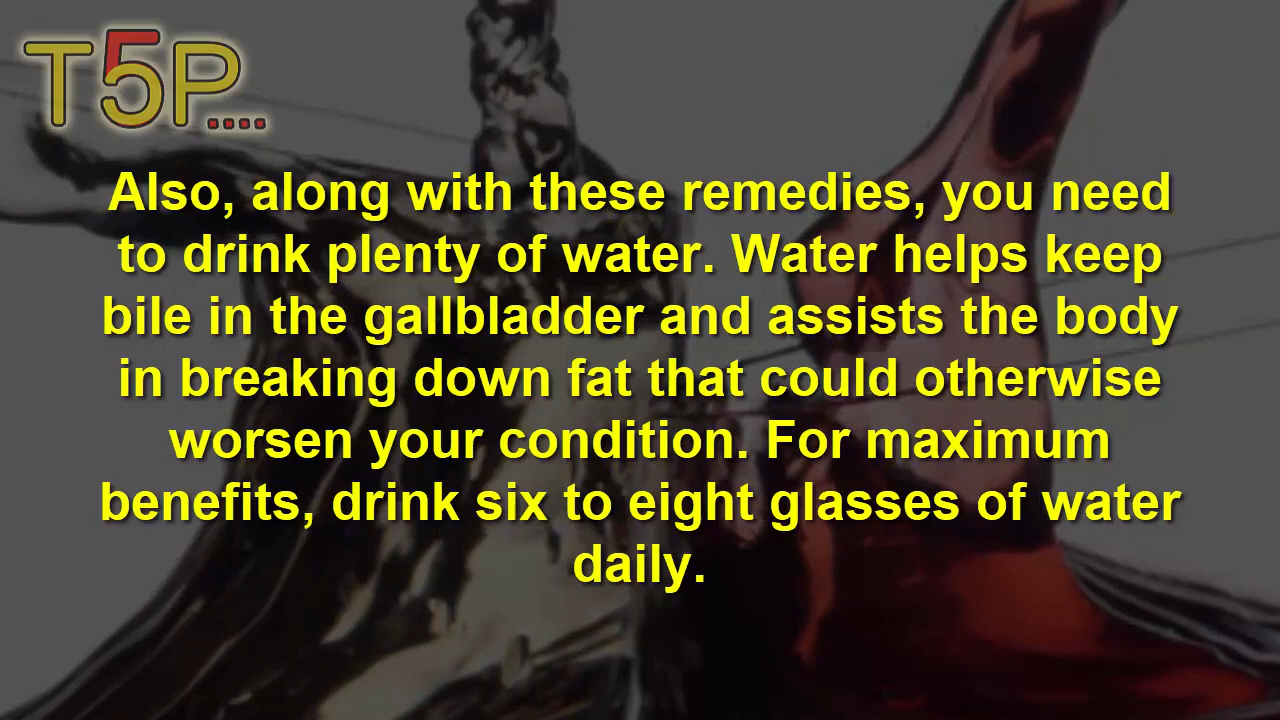 T5P....
Also, along with these remedies, you need
to drink plenty of water. Water helps keep
bile in the gallbladder and assists the body
in breaking down fat that could otherwise
worsen your condition. For maximum
benefits, drink six to eight glasses of water
daily.